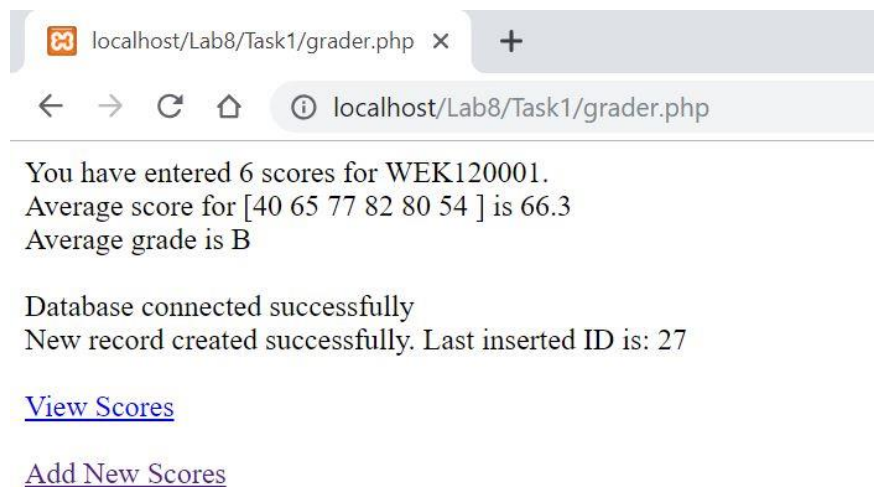 localhost/Lab8/Task1/grader.php
localhost/Lab8/Task1/grader.php
You have entered 6 scores for WEK120001.
Average score for [40 65 77 82 80 54 ] is 66.3
Average grade is B
Database connected successfully
New record created successfully. Last inserted ID is: 27
View Scores
Add New Scores